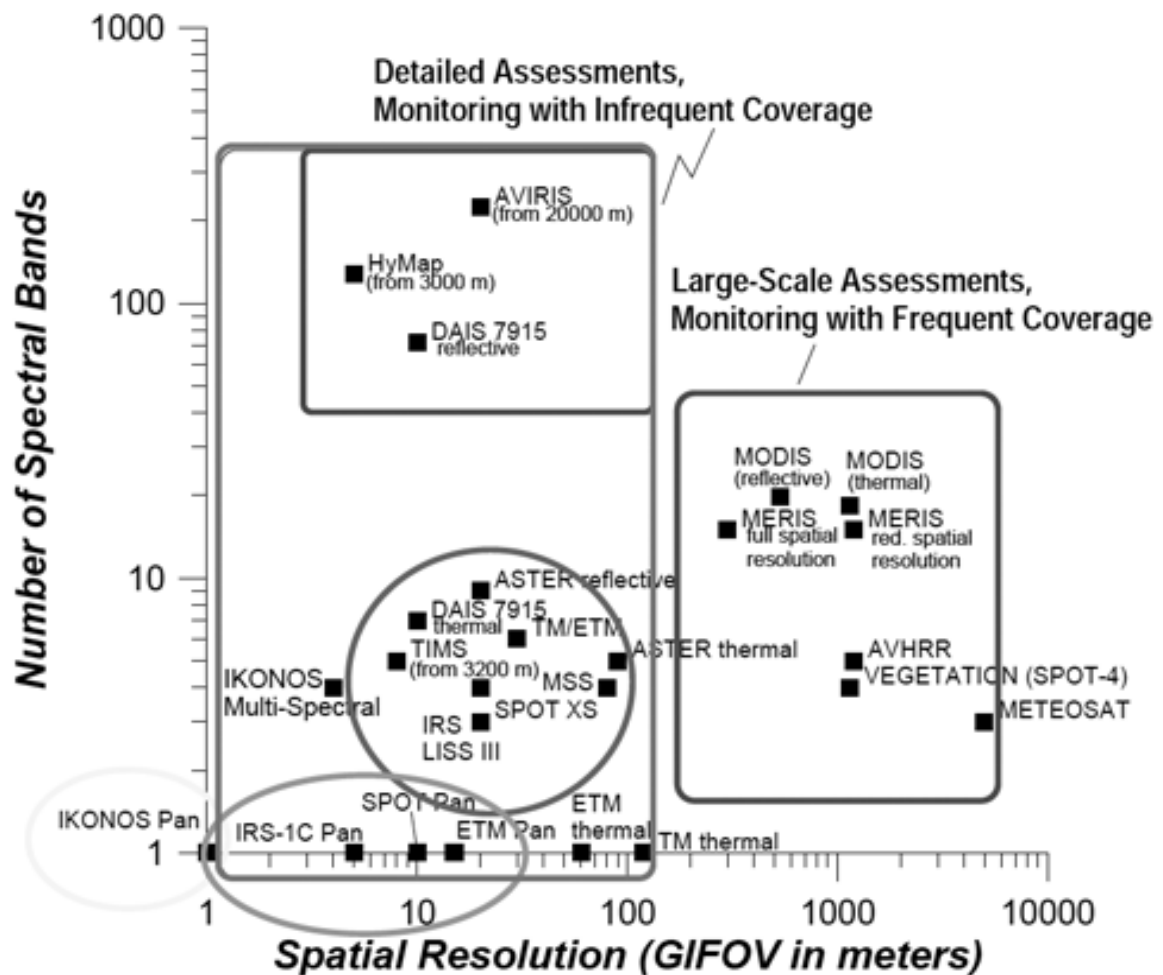 1000
Detailed Assessments,
Monitoring with Infrequent Coverage
AVIRIS
(from 20000 m)
HyMap
(from 3000 m)
100
DAIS 7915
reflective
Large-Scale Assessments,
Monitoring with Frequent Coverage
Number of Spectral Bands
MODIS
(reflective)
MODIS
(thermal)
MERIS
full spatial
resolution
MERIS
red. spatial
resolution
10
ASTER reflective
DAIS 7915
thermal
TM/ETM
TIMS
(from 3200 m)
ASTER thermal
AVHRR
IKONOS
Multi-Spectral
MSS
VEGETATION (SPOT-4)
SPOT XS
IRS
LISS III
METEOSAT
IKONOS Pan
IRS-1C Pan
SPOT Pan
ETM Pan
ETM
thermal
TM thermal
1
1
10
100
1000
10000
Spatial Resolution (GIFOV in meters)